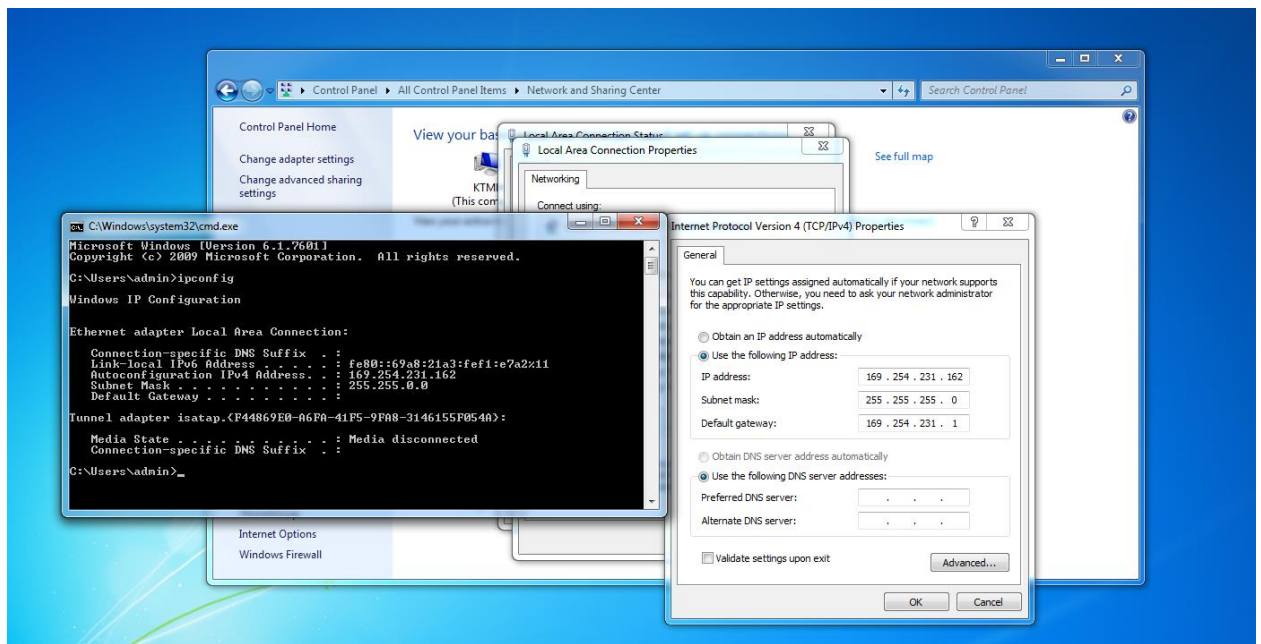 Control Panel ▸ All Control Panel Items ▸ Network and Sharing Center
Search Control Panel
Control Panel Home
Change adapter settings
Change advanced sharing
settings
Internet Options
Windows Firewall
View your bas
KTM
(This com
See full map
Local Area Connection Status
Local Area Connection Properties
Networking
Connect using:
C:\Windows\system32\cmd.exe
Microsoft Windows [Version 6.1.7601]
Copyright (c) 2009 Microsoft Corporation.  All rights reserved.
C:\Users\admin>ipconfig
Windows IP Configuration
Ethernet adapter Local Area Connection:
Connection-specific DNS Suffix  . :
Link-local IPv6 Address . . . . . : fe80::69a8:21a3:fef1:e7a2%11
Autoconfiguration IPv4 Address. . : 169.254.231.162
Subnet Mask . . . . . . . . . . . : 255.255.0.0
Default Gateway . . . . . . . . . :
Tunnel adapter isatap.{F44869E0-A6FA-41F5-9FA8-3146155F054A}:
Media State . . . . . . . . . . . : Media disconnected
Connection-specific DNS Suffix  . :
C:\Users\admin>_
Internet Protocol Version 4 (TCP/IPv4) Properties
General
You can get IP settings assigned automatically if your network supports
this capability. Otherwise, you need to ask your network administrator
for the appropriate IP settings.
Obtain an IP address automatically
Use the following IP address:
IP address: 169 . 254 . 231 . 162
Subnet mask: 255 . 255 . 255 . 0
Default gateway: 169 . 254 . 231 . 1
Obtain DNS server address automatically
Use the following DNS server addresses:
Preferred DNS server: . . .
Alternate DNS server: . . .
Validate settings upon exit
Advanced...
OK Cancel